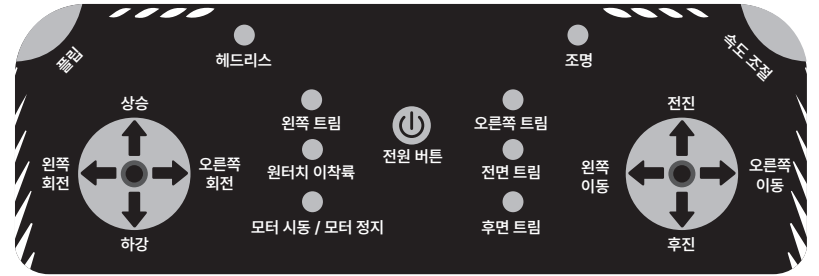 플립
헤드리스
조명
속도 조절
상승
왼쪽
회전
오른쪽
회전
하강
왼쪽 트림
원터치 이착륙
모터 시동 / 모터 정지
전원 버튼
오른쪽 트림
전면 트림
후면 트림
전진
왼쪽
이동
오른쪽
이동
후진